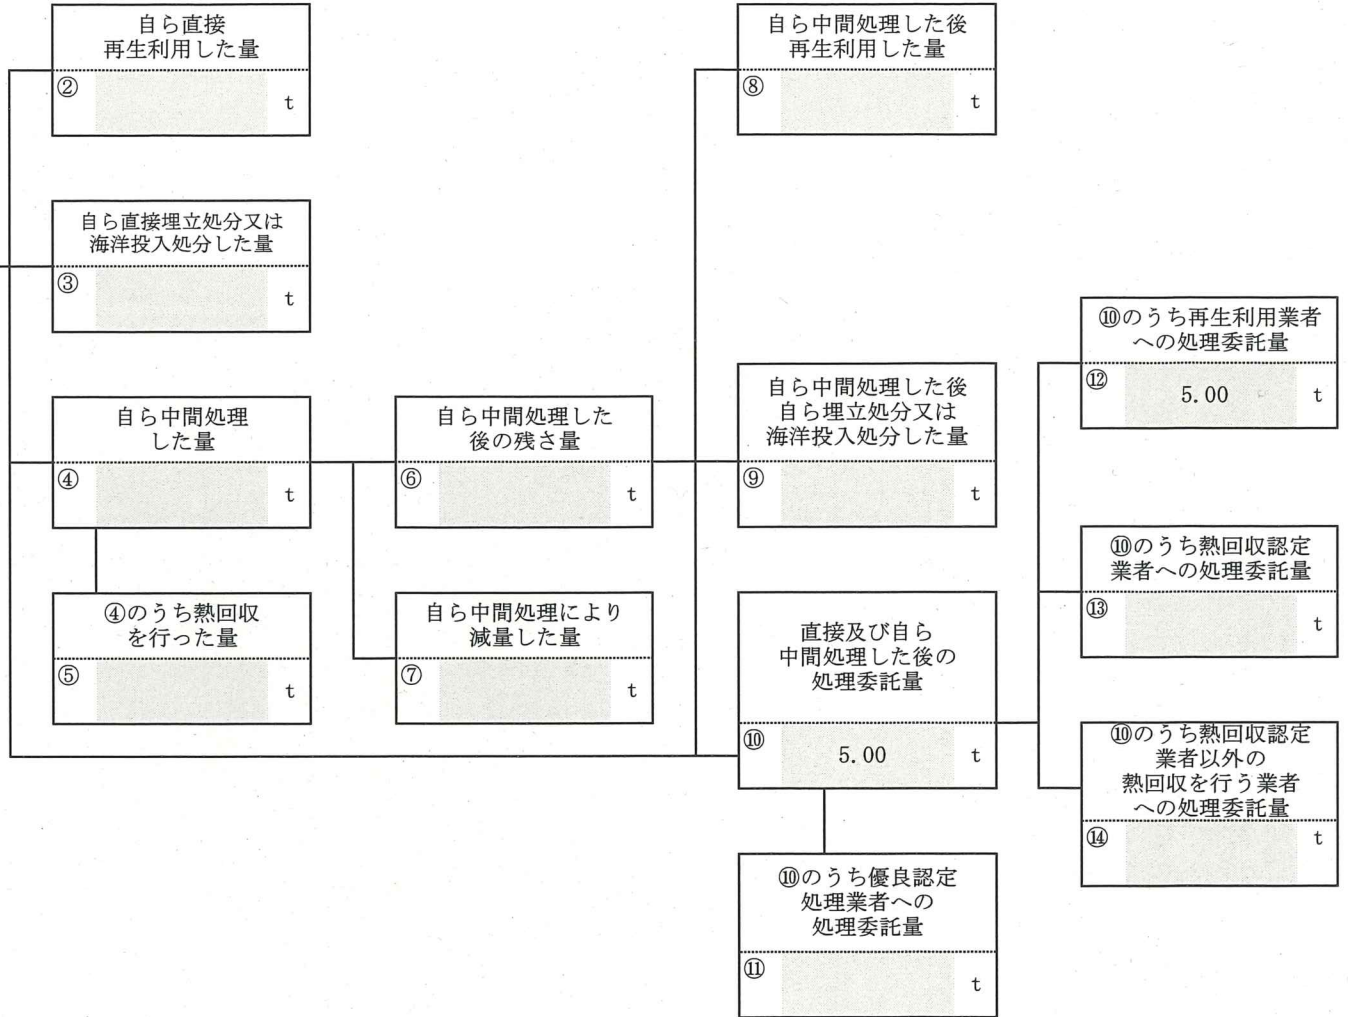 自ら直接
再生利用した量
② t
自ら直接埋立処分又は
海洋投入処分した量
③ t
自ら中間処理
した量
④ t
④のうち熱回収
を行った量
⑤ t
自ら中間処理した
後の残さ量
⑥ t
自ら中間処理により
減量した量
⑦ t
自ら中間処理した後
再生利用した量
⑧ t
自ら中間処理した後
自ら埋立処分又は
海洋投入処分した量
⑨ t
直接及び自ら
中間処理した後の
処理委託量
⑩ 5.00 t
⑩のうち優良認定
処理業者への
処理委託量
⑪ t
⑩のうち再生利用業者
への処理委託量
⑫ 5.00 t
⑩のうち熱回収認定
業者への処理委託量
⑬ t
⑩のうち熱回収認定
業者以外の
熱回収を行う業者
への処理委託量
⑭ t